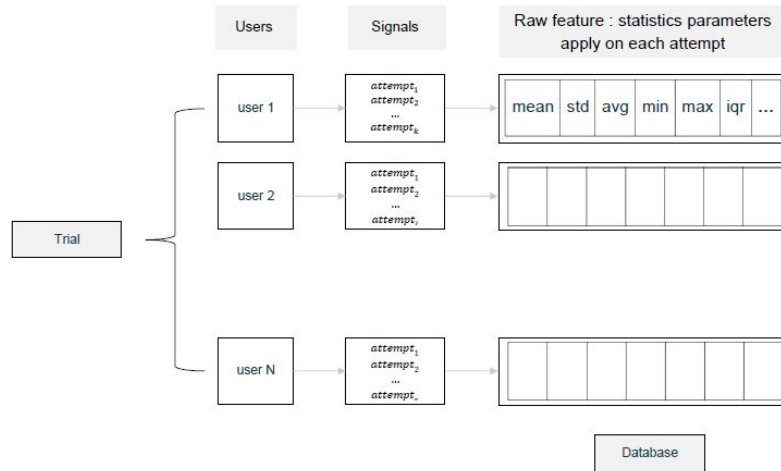 Users
Signals
Raw feature : statistics parameters
apply on each attempt
user 1
attempt₁
attempt₂
...
attemptₖ
mean std avg min max iqr ...
user 2
attempt₁
attempt₂
...
attemptᵢ
Trial
user N
attempt₁
attempt₂
...
attempt
Database